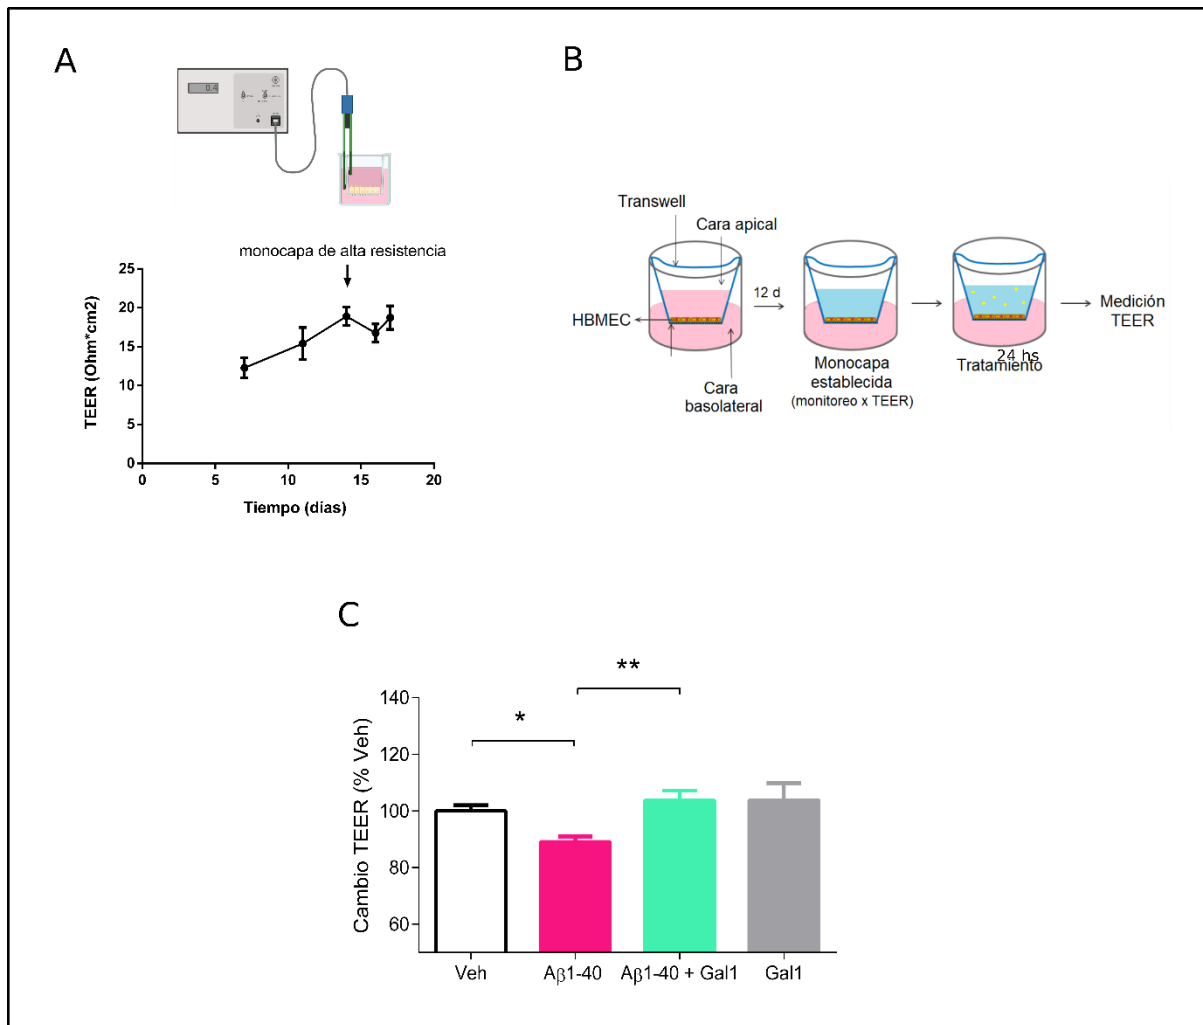 A
0.4
monocapa de alta resistencia
25
20
15
10
5
0
TEER (Ohm*cm2)
0
5
10
15
20
Tiempo (dias)
B
Transwell
Cara apical
12 d
HBMEC
Cara
basolateral
Monocapa
establecida
(monitoreo x TEER)
24 hs
Tratamiento
Medición
TEER
C
**
*
140
120
100
80
60
Cambio TEER (% Veh)
Veh
Aβ1-40
Aβ1-40 + Gal1
Gal1